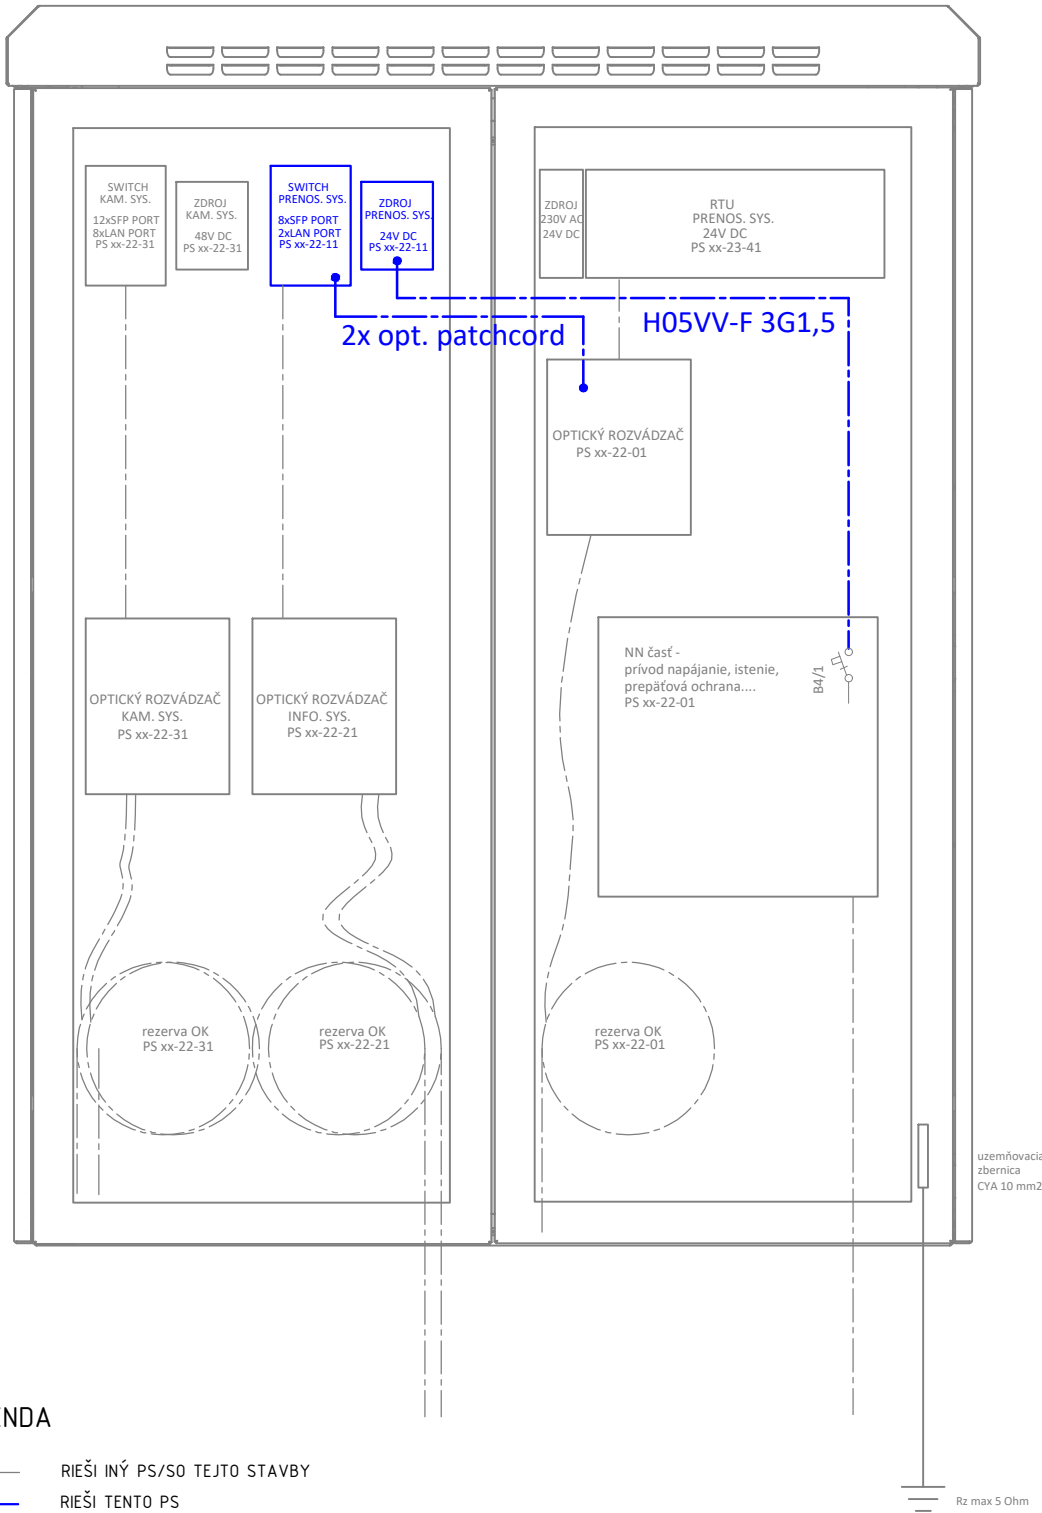 SWITCH
KAM. SYS.
12xSFP PORT
8xLAN PORT
PS xx-22-31
ZDROJ
KAM. SYS.
48V DC
PS xx-22-31
SWITCH
PRENOS. SYS.
8xSFP PORT
2xLAN PORT
PS xx-22-11
ZDROJ
PRENOS. SYS.
24V DC
PS xx-22-11
ZDROJ
230V AC
24V DC
RTU
PRENOS. SYS.
24V DC
PS xx-23-41
2x opt. patchcord
H05VV-F 3G1,5
OPTICKÝ ROZVÁDZAČ
PS xx-22-01
NN časť -
prívod napájanie, istenie,
prepäťová ochrana....
PS xx-22-01
B4/1
OPTICKÝ ROZVÁDZAČ
KAM. SYS.
PS xx-22-31
OPTICKÝ ROZVÁDZAČ
INFO. SYS.
PS xx-22-21
rezerva OK
PS xx-22-31
rezerva OK
PS xx-22-21
rezerva OK
PS xx-22-01
uzemňovacia
zbernica
CYA 10 mm2
ENDA
RIEŠI INÝ PS/SO TEJTO STAVBY
RIEŠI TENTO PS
Rz max 5 Ohm